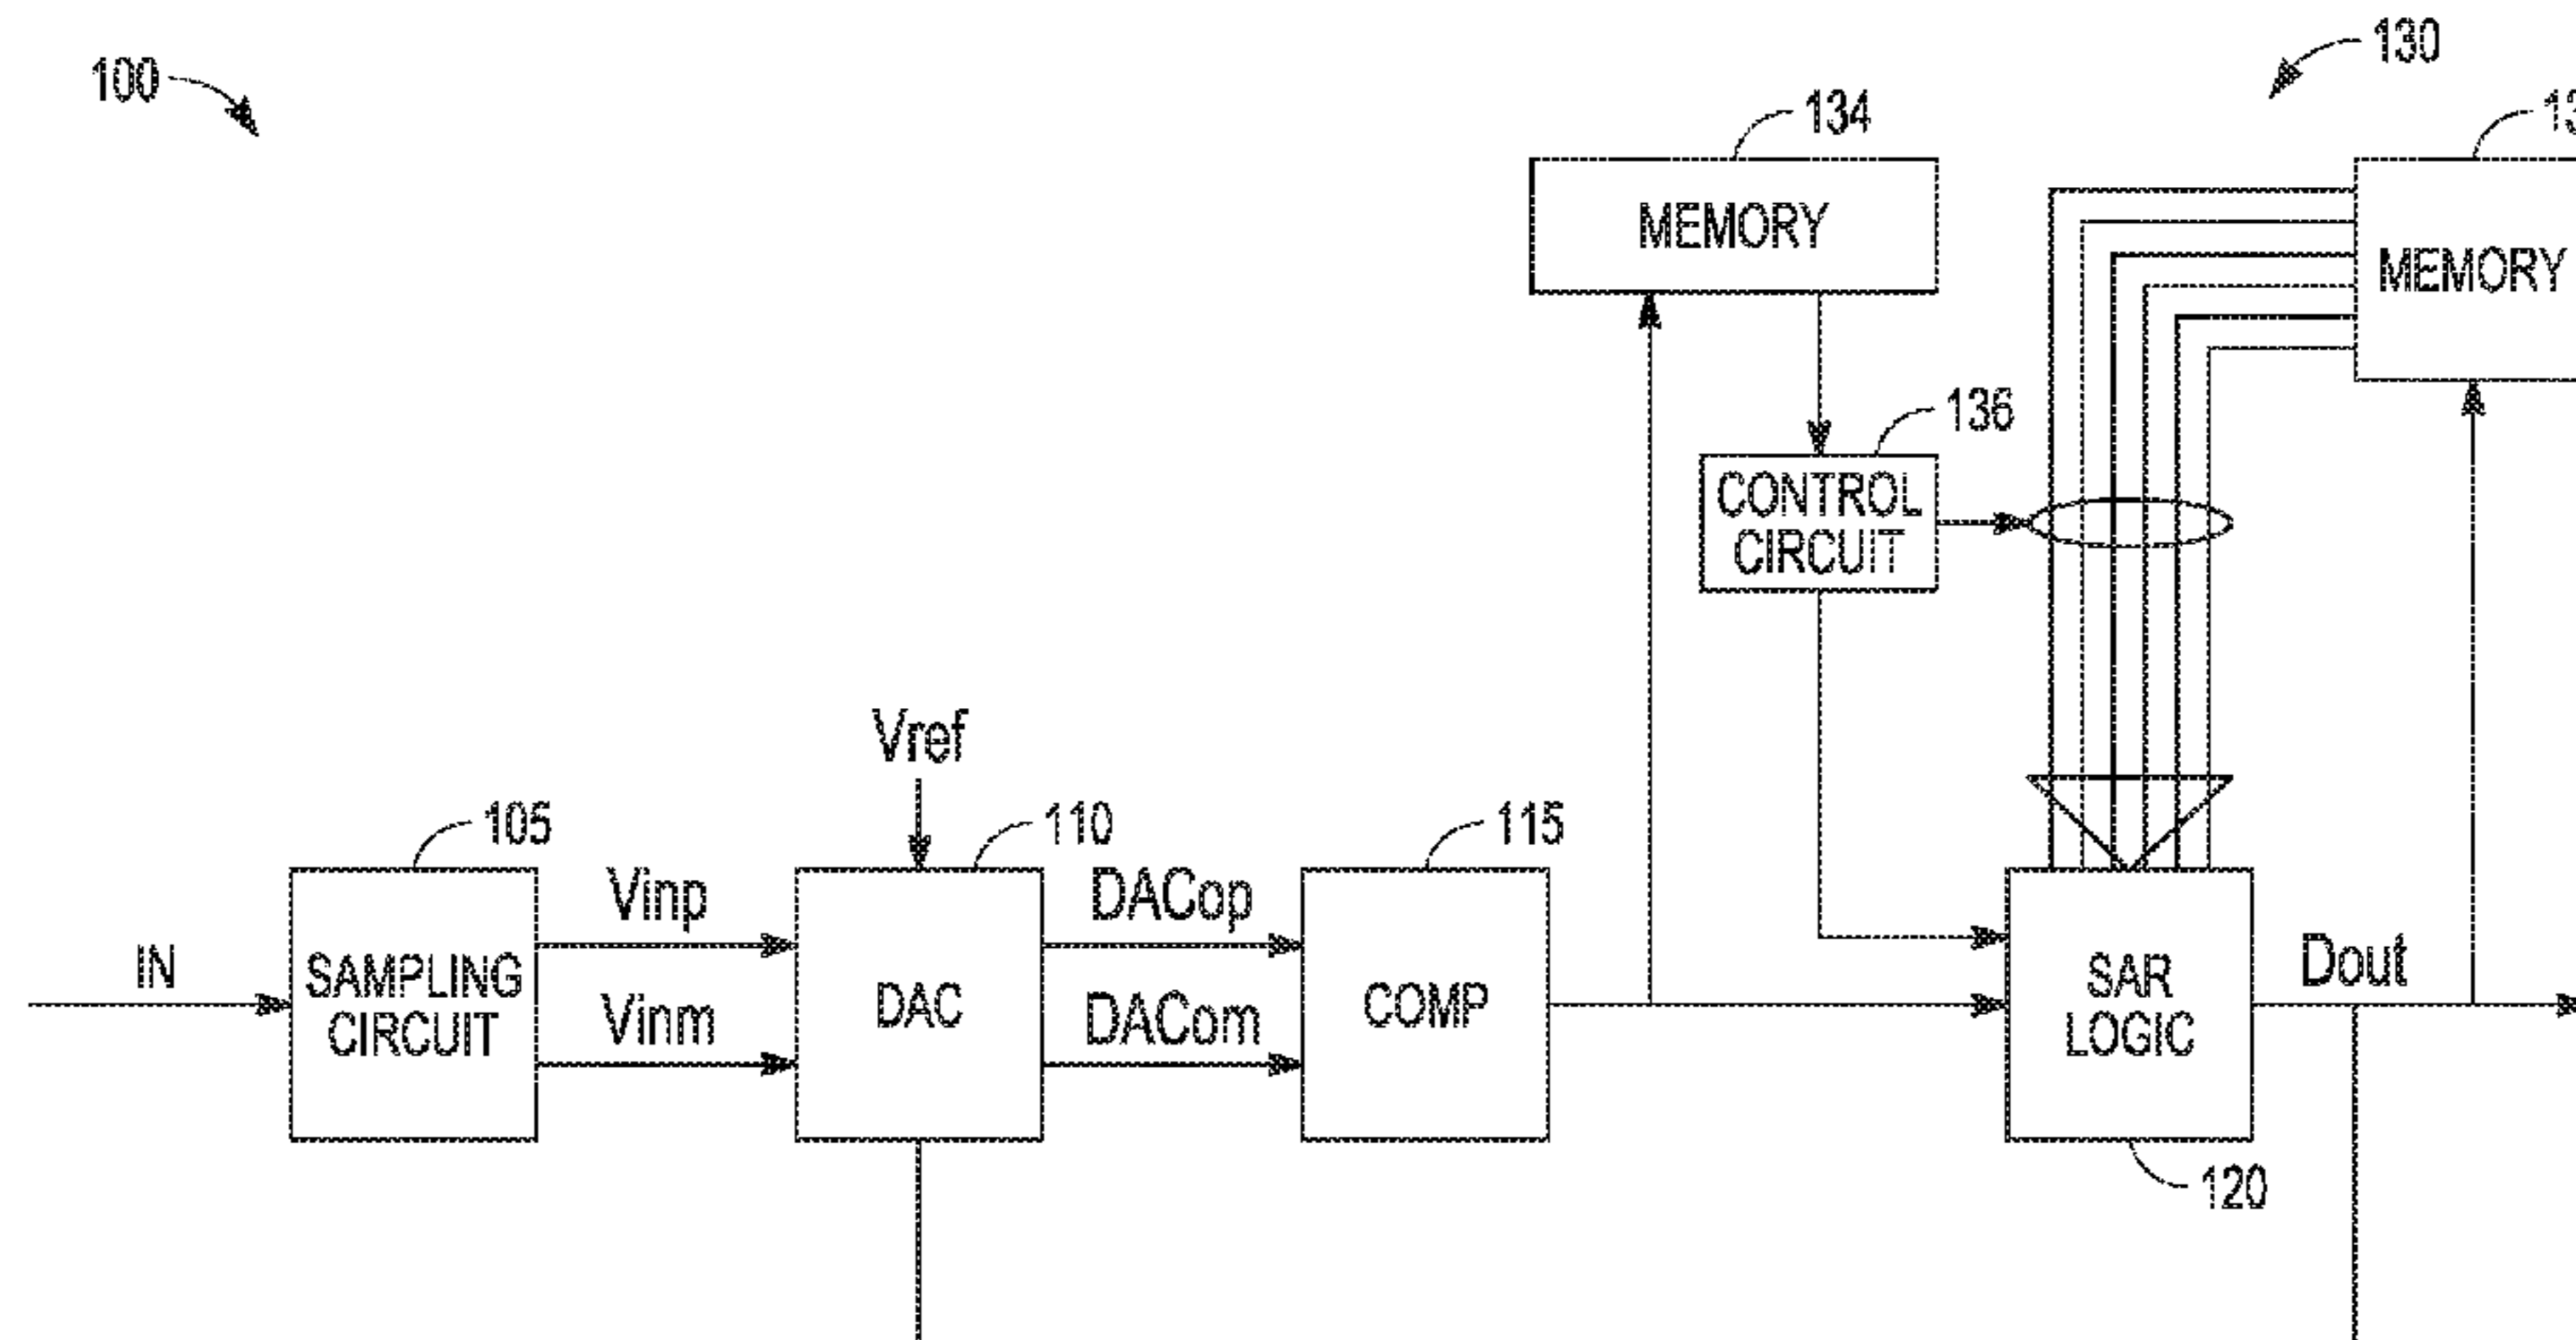 100
130
134
MEMORY
MEMORY
136
CONTROL
CIRCUIT
Vref
105
110
115
Vinp
DACop
IN
SAMPLING
CIRCUIT
Vinm
DAC
DACom
COMP
SAR
LOGIC
Dout
120